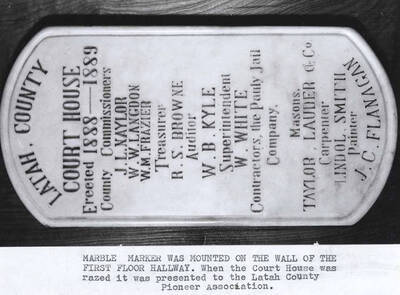 LATAH, COUNTY
COURT HOUSE
Erected 1888—1889
County Commissioners
J. L. NAYLOR
W. W. LANGDON
W. M. FRAZIER
Treasurer
R. S. BROWNE
Auditor
W. B. KYLE
Superintendent
W. WHITE
Contractors, the Pauly Jail
Company.
Masons.
TAYLOR, LAUDER & Co
Carpenter
LINDOL, SMITH
Painter
J. C. FLANAGAN
MARBLE MARKER WAS MOUNTED ON THE WALL OF THE
FIRST FLOOR HALLWAY. When the Court House was
razed it was presented to the Latah County
Pioneer Association.